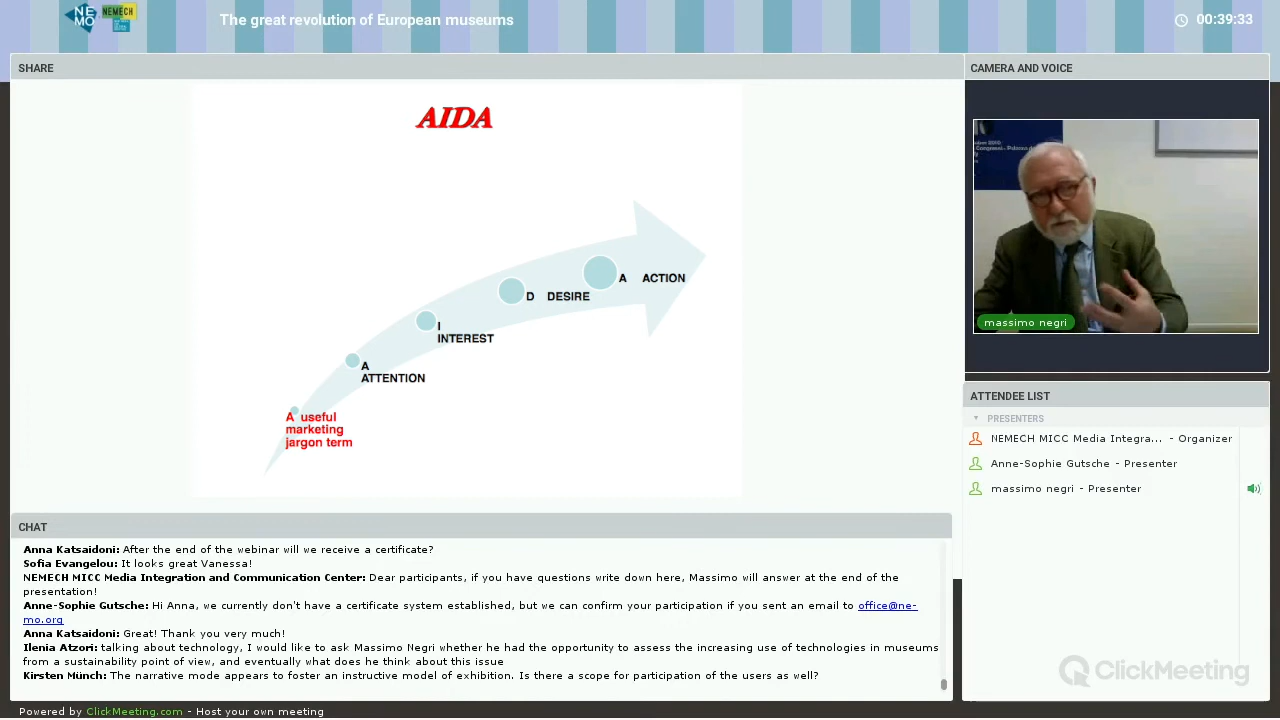 NE
MO
NEMECH
The great revolution of European museums
00:39:33
SHARE
AIDA
A ACTION
D DESIRE
I
INTEREST
A
ATTENTION
A useful
marketing
jargon term
CAMERA AND VOICE
massimo negri
ATTENDEE LIST
PRESENTERS
NEMECH MICC Media Integra... - Organizer
Anne-Sophie Gutsche - Presenter
massimo negri - Presenter
CHAT
Anna Katsaidoni: After the end of the webinar will we receive a certificate?
Sofia Evangelou: It looks great Vanessa!
NEMECH MICC Media Integration and Communication Center: Dear participants, if you have questions write down here, Massimo will answer at the end of the
presentation!
Anne-Sophie Gutsche: Hi Anna, we currently don't have a certificate system established, but we can confirm your participation if you sent an email to office@ne-
mo.org
Anna Katsaidoni: Great! Thank you very much!
Ilenia Atzori: talking about technology, I would like to ask Massimo Negri whether he had the opportunity to assess the increasing use of technologies in museums
from a sustainability point of view, and eventually what does he think about this issue
Kirsten Münch: The narrative mode appears to foster an instructive model of exhibition. Is there a scope for participation of the users as well?
ClickMeeting
Powered by ClickMeeting.com - Host your own meeting